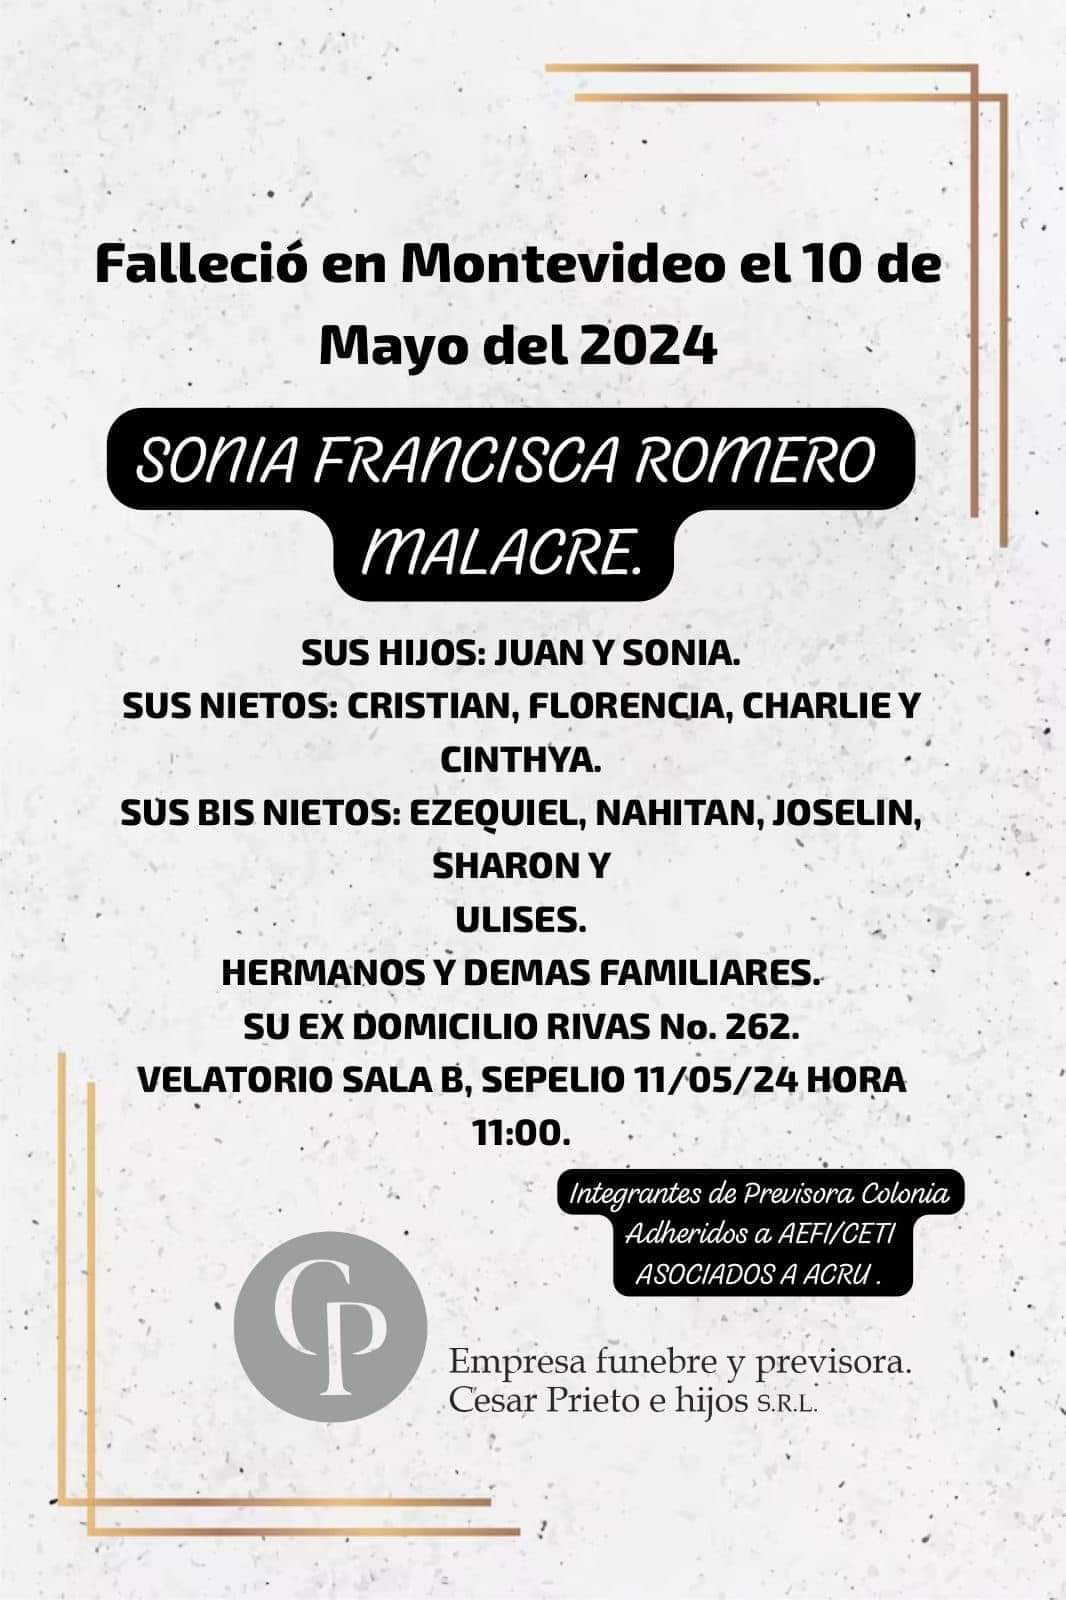 Falleció en Montevideo el 10 de
Mayo del 2024
SONIA FRANCISCA ROMERO
MALACRE.
SUS HIJOS: JUAN Y SONIA.
SUS NIETOS: CRISTIAN, FLORENCIA, CHARLIE Y
CINTHYA.
SUS BIS NIETOS: EZEQUIEL, NAHITAN, JOSELIN,
SHARON Y
ULISES.
HERMANOS Y DEMAS FAMILIARES.
SU EX DOMICILIO RIVAS No. 262.
VELATORIO SALA B, SEPELIO 11/05/24 HORA
11:00.
Integrantes de Previsora Colonia
Adheridos a AEFI/CETI
ASOCIADOS A ACRU .
CP
Empresa funebre y previsora.
Cesar Prieto e hijos S.R.L.